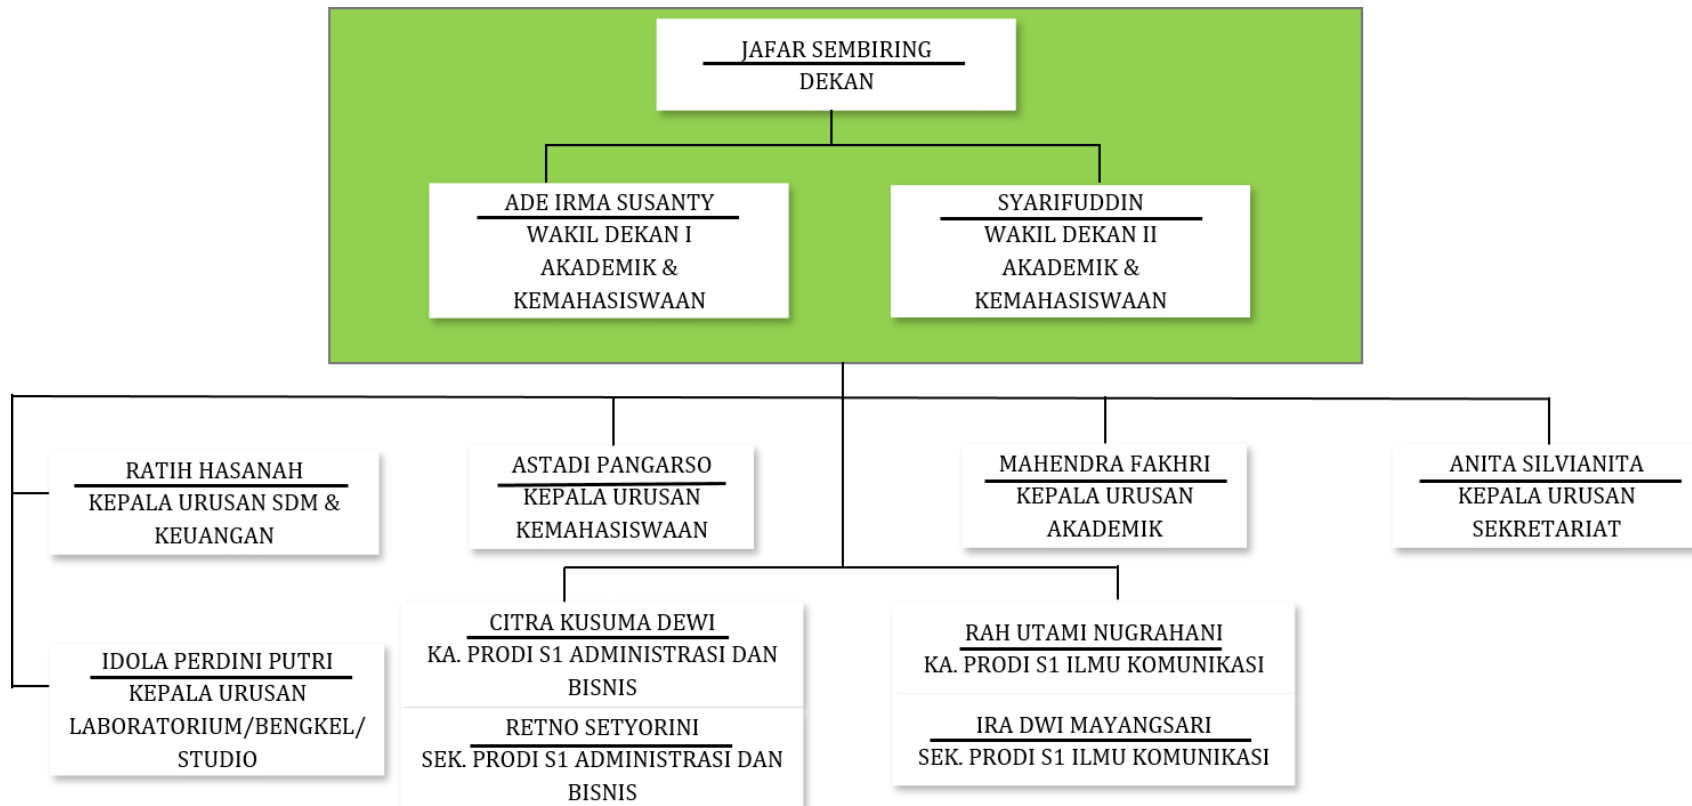 JAFAR SEMBIRING
DEKAN
ADE IRMA SUSANTY
WAKIL DEKAN I
AKADEMIK &
KEMAHASISWAAN
SYARIFUDDIN
WAKIL DEKAN II
AKADEMIK &
KEMAHASISWAAN
RATIH HASANAH
KEPALA URUSAN SDM &
KEUANGAN
ASTADI PANGARSO
KEPALA URUSAN
KEMAHASISWAAN
MAHENDRA FAKHRI
KEPALA URUSAN
AKADEMIK
ANITA SILVIANITA
KEPALA URUSAN
SEKRETARIAT
IDOLA PERDINI PUTRI
KEPALA URUSAN
LABORATORIUM/BENGKEL/
STUDIO
CITRA KUSUMA DEWI
KA. PRODI S1 ADMINISTRASI DAN
BISNIS
RETNO SETYORINI
SEK. PRODI S1 ADMINISTRASI DAN
BISNIS
RAH UTAMI NUGRAHANI
KA. PRODI S1 ILMU KOMUNIKASI
IRA DWI MAYANGSARI
SEK. PRODI S1 ILMU KOMUNIKASI